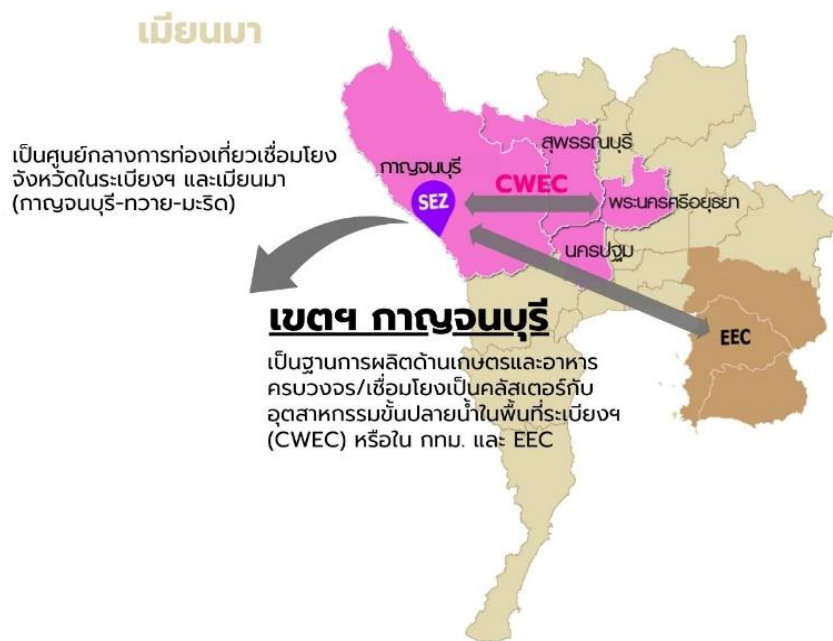 เมียนมา
เป็นศูนย์กลางการท่องเที่ยวเชื่อมโยง
จังหวัดในระเบียงฯ และเมียนมา
(กาญจนบุรี-ทวาย-มะริด)
สุพรรณบุรี
กาญจนบุรี
CWEC
SEZ
พระนครศรีอยุธยา
นครปฐม
เขตฯ กาญจนบุรี
EEC
เป็นฐานการผลิตด้านเกษตรและอาหาร
ครบวงจร/เชื่อมโยงเป็นคลัสเตอร์กับ
อุตสาหกรรมขั้นปลายน้ำในพื้นที่ระเบียงฯ
(CWEC) หรือใน กทม. และ EEC